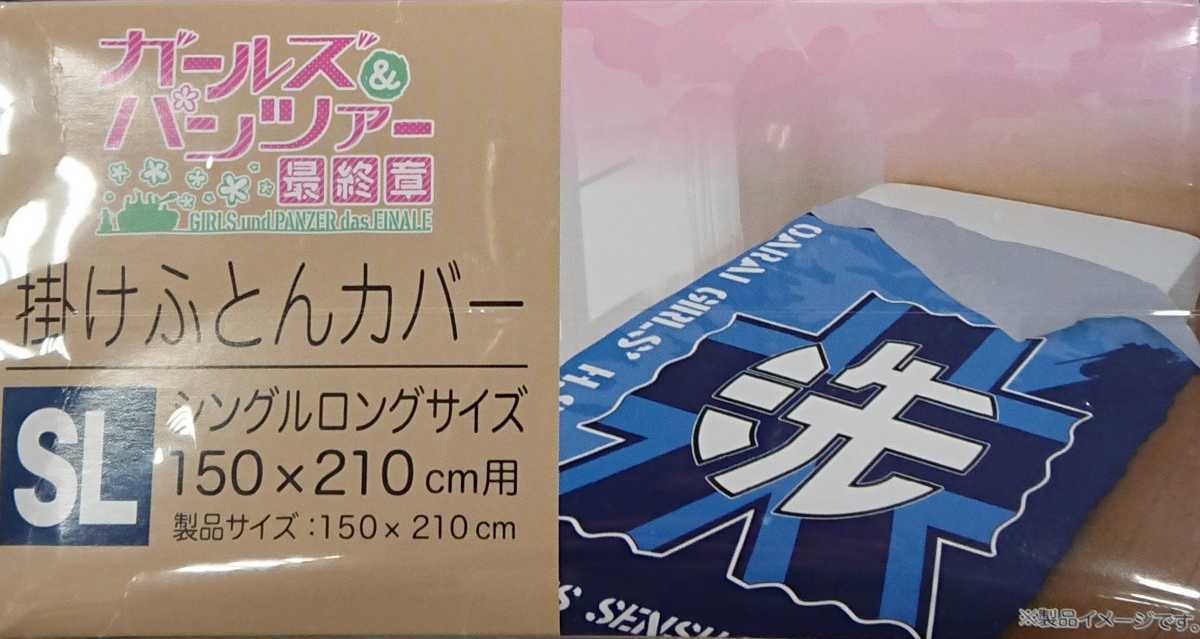 ガールズ&
パンツァー
最終章
GIRLS und PANZER das FINALE
掛けふとんカバー
SL
シングルロングサイズ
150×210cm用
製品サイズ:150×210cm
OARAI GIRLS' H.
洗
※製品イメージです。